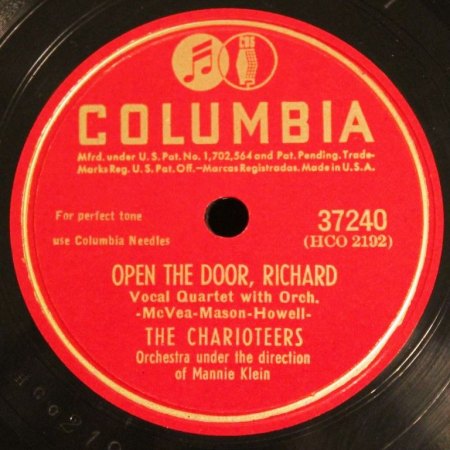 CBS
COLUMBIA
Mfrd. under U.S. Pat. No. 1,702,564 and Pat. Pending. Trade-
Marks Reg. U.S. Pat. Off.—Marcas Registradas. Made in U.S.A.
For perfect tone
use Columbia Needles
37240
(HCO 2192)
OPEN THE DOOR, RICHARD
Vocal Quartet with Orch.
-McVea-Mason-Howell-
THE CHARIOTEERS
Orchestra under the direction
of Mannie Klein
HCO219